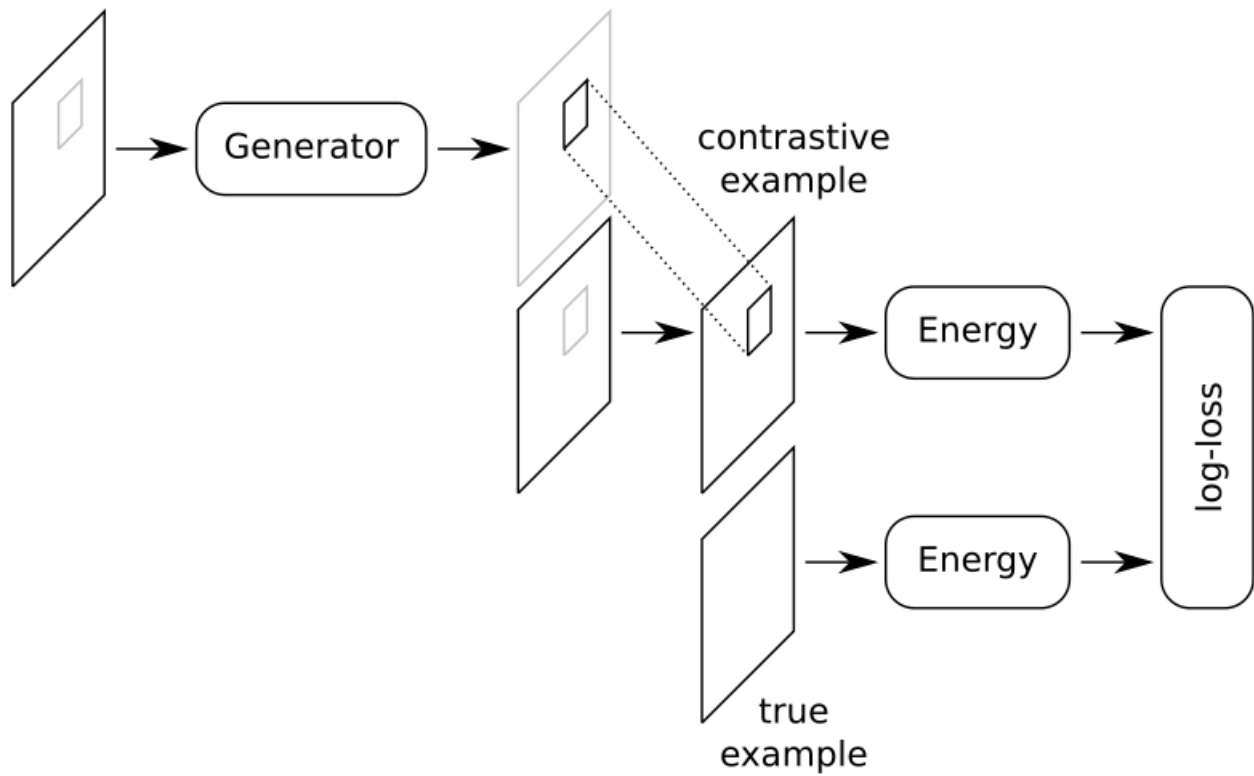 Generator
contrastive
example
Energy
log-loss
Energy
true
example